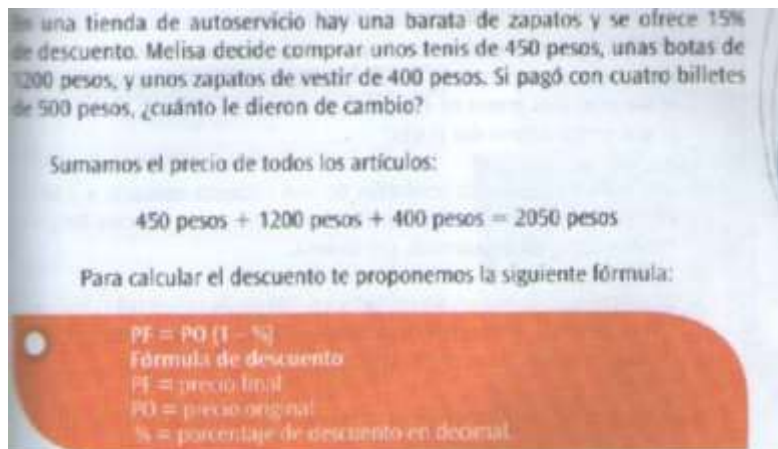 En una tienda de autoservicio hay una barata de zapatos y se ofrece 15%
de descuento. Melisa decide comprar unos tenis de 450 pesos, unas botas de
1200 pesos, y unos zapatos de vestir de 400 pesos. Si pagó con cuatro billetes
de 500 pesos, ¿cuánto le dieron de cambio?
Sumamos el precio de todos los artículos:
450 pesos + 1200 pesos + 400 pesos = 2050 pesos
Para calcular el descuento te proponemos la siguiente fórmula:
PF = PO (1 - %)
Fórmula de descuento
PF = precio final
PO = precio original
% = porcentaje de descuento en decimal.